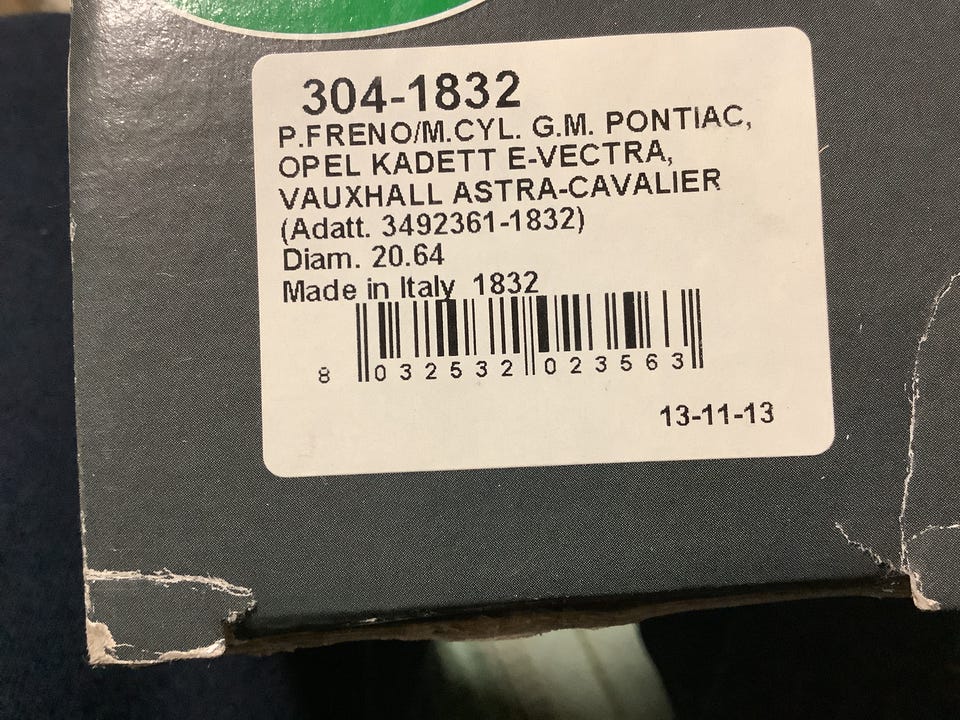 304-1832
P.FRENO/M.CYL. G.M. PONTIAC,
OPEL KADETT E-VECTRA,
VAUXHALL ASTRA-CAVALIER
(Adatt. 3492361-1832)
Diam. 20.64
Made in Italy 1832
8 032532 023563
13-11-13